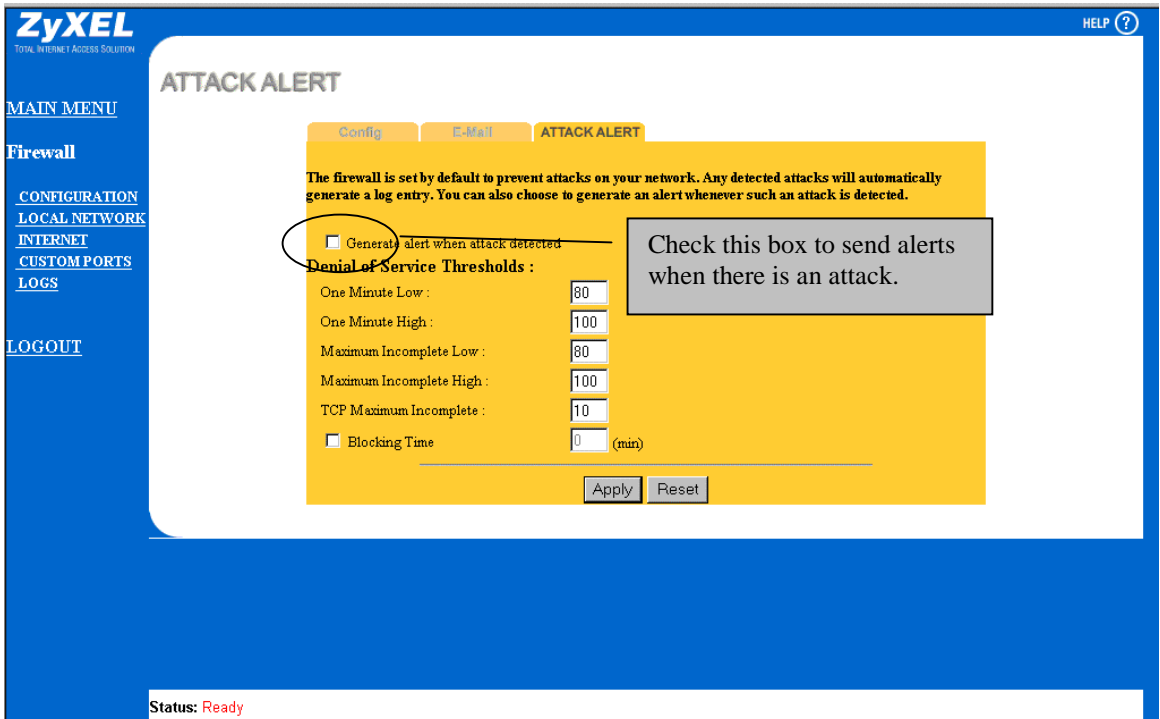 ZyXEL
TOTAL INTERNET ACCESS SOLUTION
HELP ?
ATTACK ALERT
MAIN MENU
Firewall
CONFIGURATION
LOCAL NETWORK
INTERNET
CUSTOM PORTS
LOGS
LOGOUT
Config E-Mail ATTACK ALERT
The firewall is set by default to prevent attacks on your network. Any detected attacks will automatically
generate a log entry. You can also choose to generate an alert whenever such an attack is detected.
Generate alert when attack detected
Check this box to send alerts
when there is an attack.
Denial of Service Thresholds :
One Minute Low : 80
One Minute High : 100
Maximum Incomplete Low : 80
Maximum Incomplete High : 100
TCP Maximum Incomplete : 10
Blocking Time 0 (min)
Apply Reset
Status: Ready